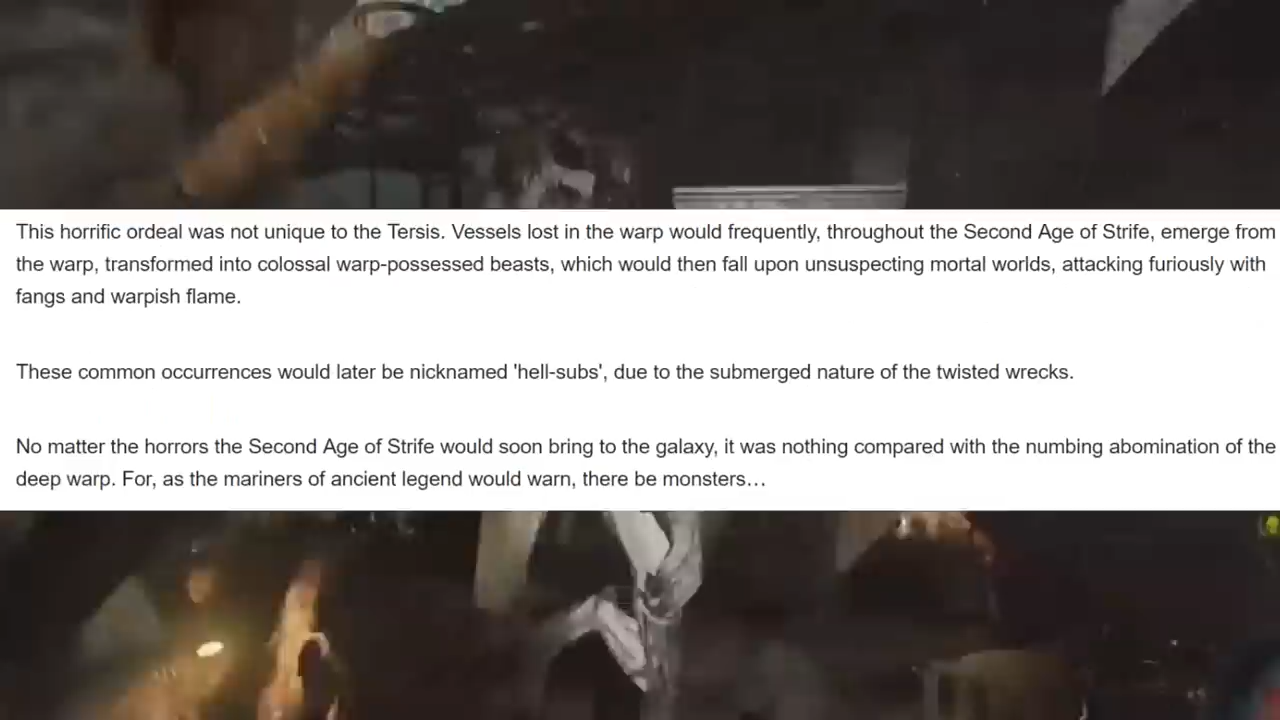 This horrific ordeal was not unique to the Tersis. Vessels lost in the warp would frequently, throughout the Second Age of Strife, emerge from
the warp, transformed into colossal warp-possessed beasts, which would then fall upon unsuspecting mortal worlds, attacking furiously with
fangs and warpish flame.
These common occurrences would later be nicknamed 'hell-subs', due to the submerged nature of the twisted wrecks.
No matter the horrors the Second Age of Strife would soon bring to the galaxy, it was nothing compared with the numbing abomination of the
deep warp. For, as the mariners of ancient legend would warn, there be monsters…